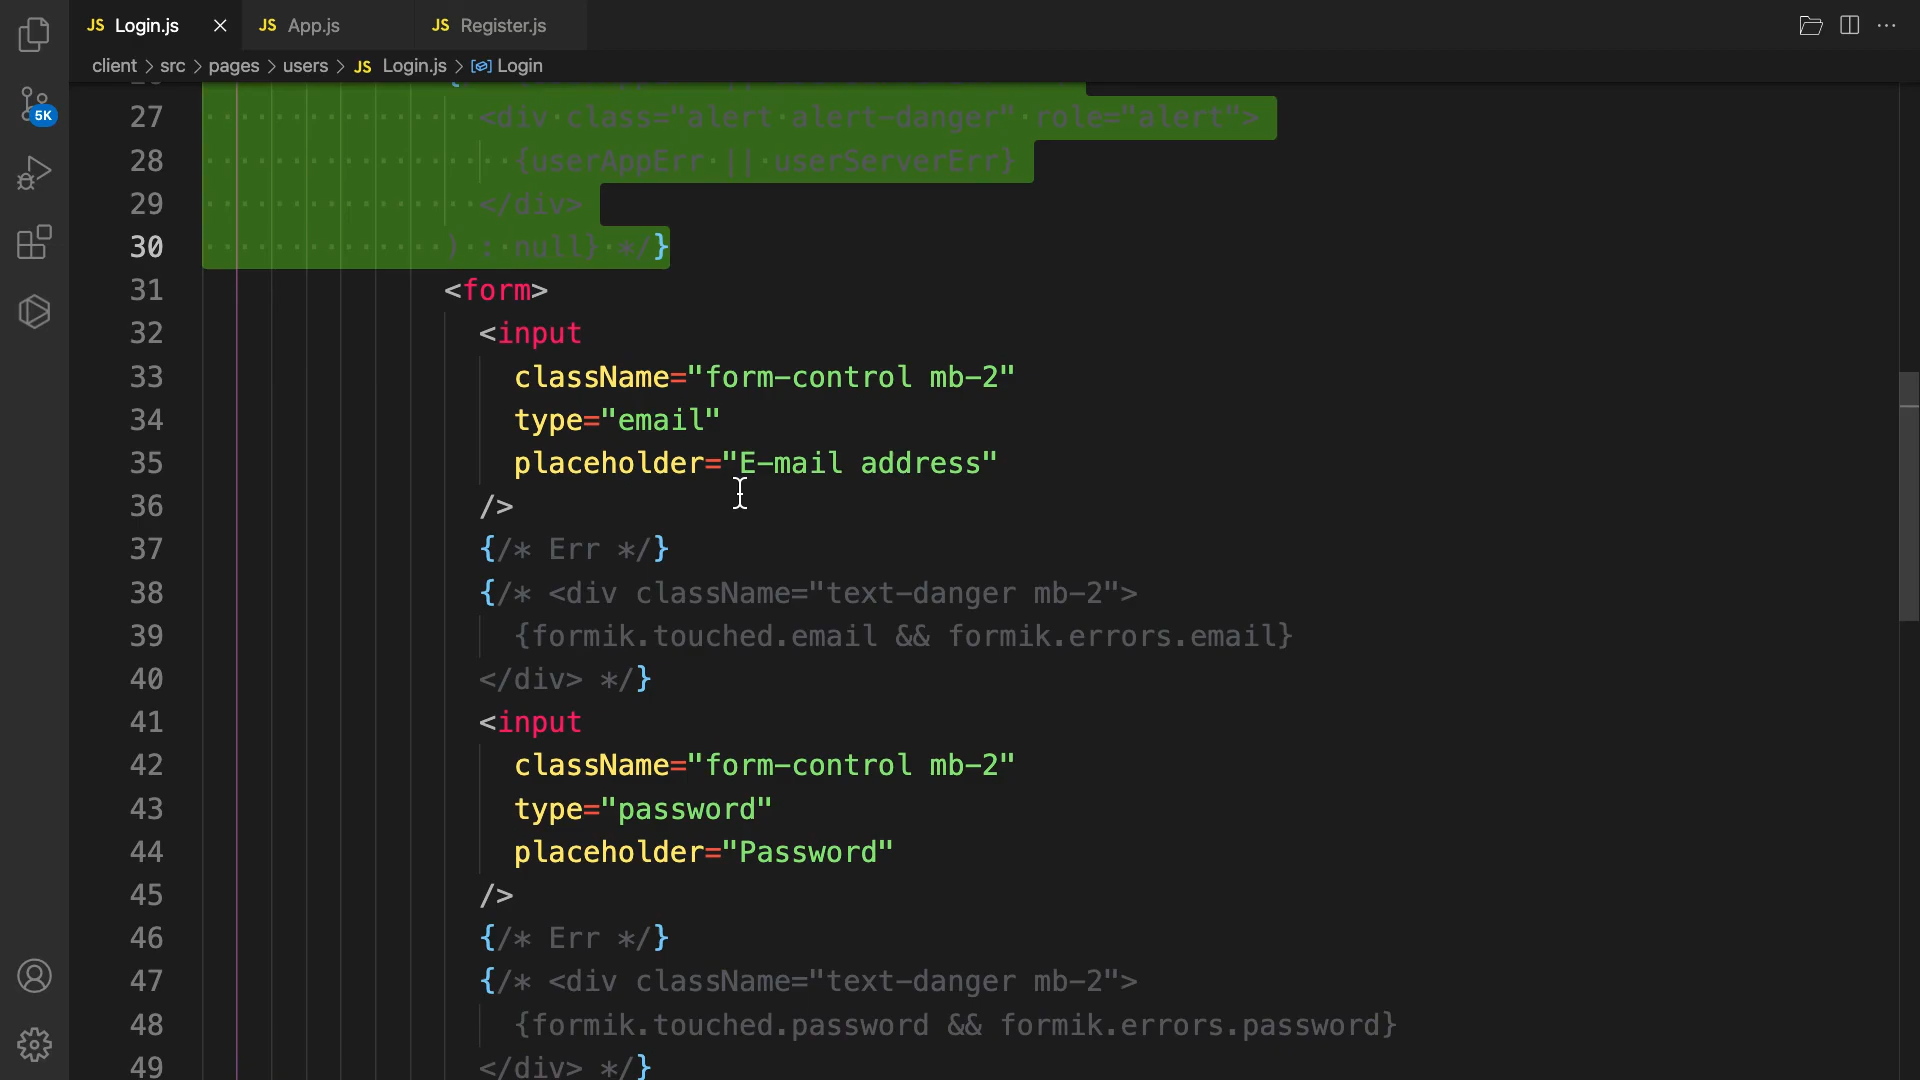 JS Login.js × JS App.js JS Register.js ···
client > src > pages > users > JS Login.js > Login
5K
27 <div class="alert alert-danger" role="alert">
28 {userAppErr || userServerErr}
29 </div>
30 ) : null} */}
31 <form>
32 <input
33 className="form-control mb-2"
34 type="email"
35 placeholder="E-mail address"
36 />
37 {/* Err */}
38 {/* <div className="text-danger mb-2">
39 {formik.touched.email && formik.errors.email}
40 </div> */}
41 <input
42 className="form-control mb-2"
43 type="password"
44 placeholder="Password"
45 />
46 {/* Err */}
47 {/* <div className="text-danger mb-2">
48 {formik.touched.password && formik.errors.password}
49 </div> */}